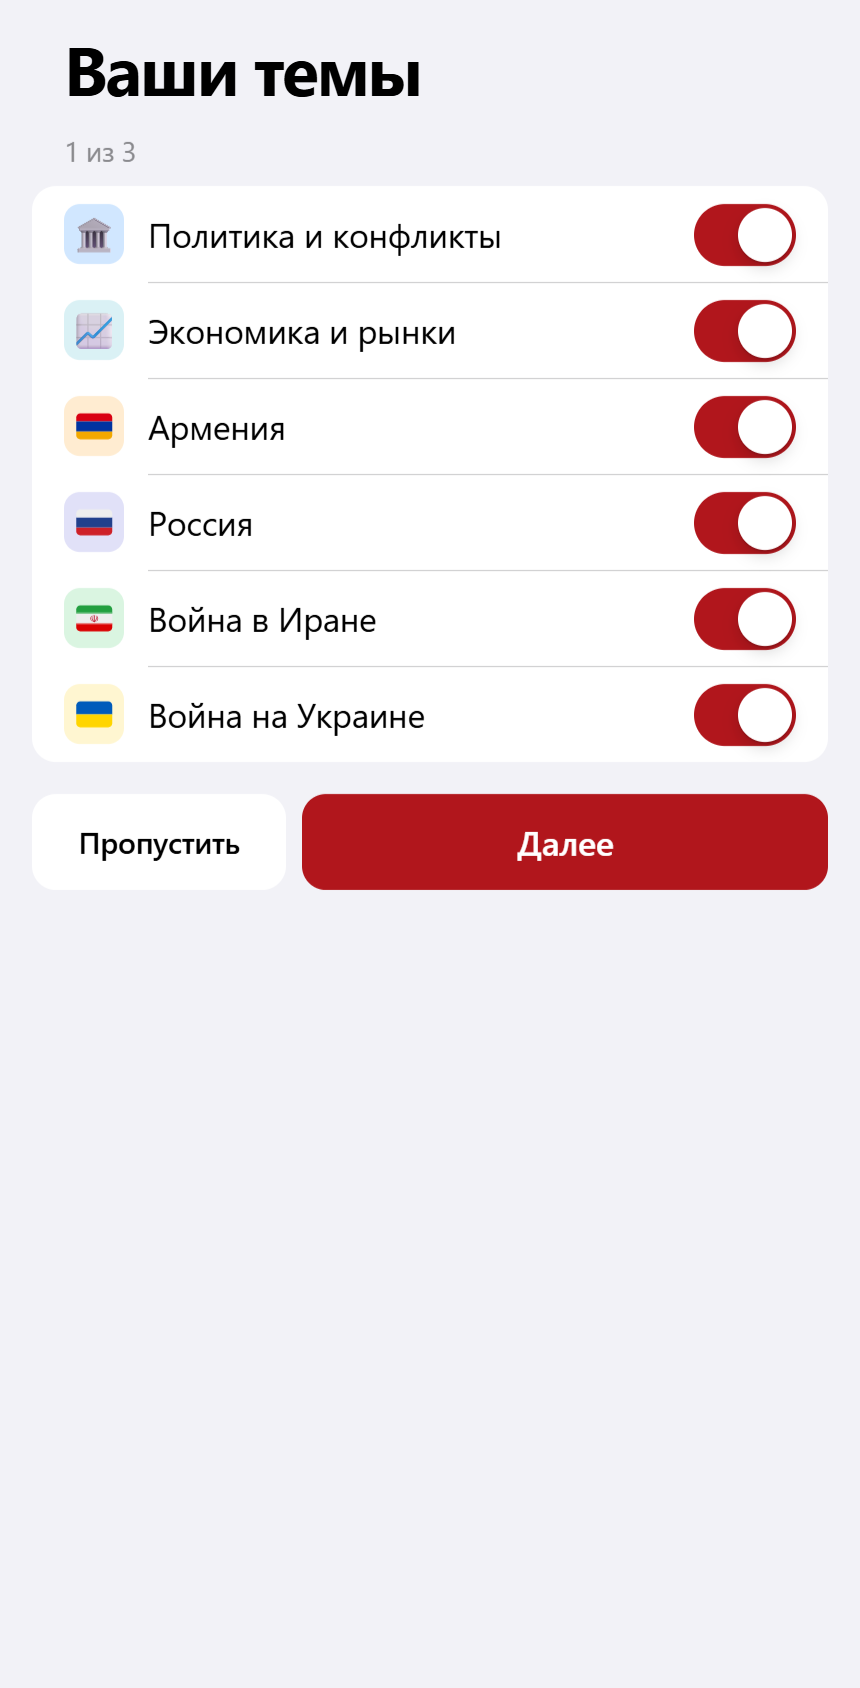 Ваши темы
1 из 3
Политика и конфликты
Экономика и рынки
Армения
Россия
Война в Иране
Война на Украине
Пропустить
Далее